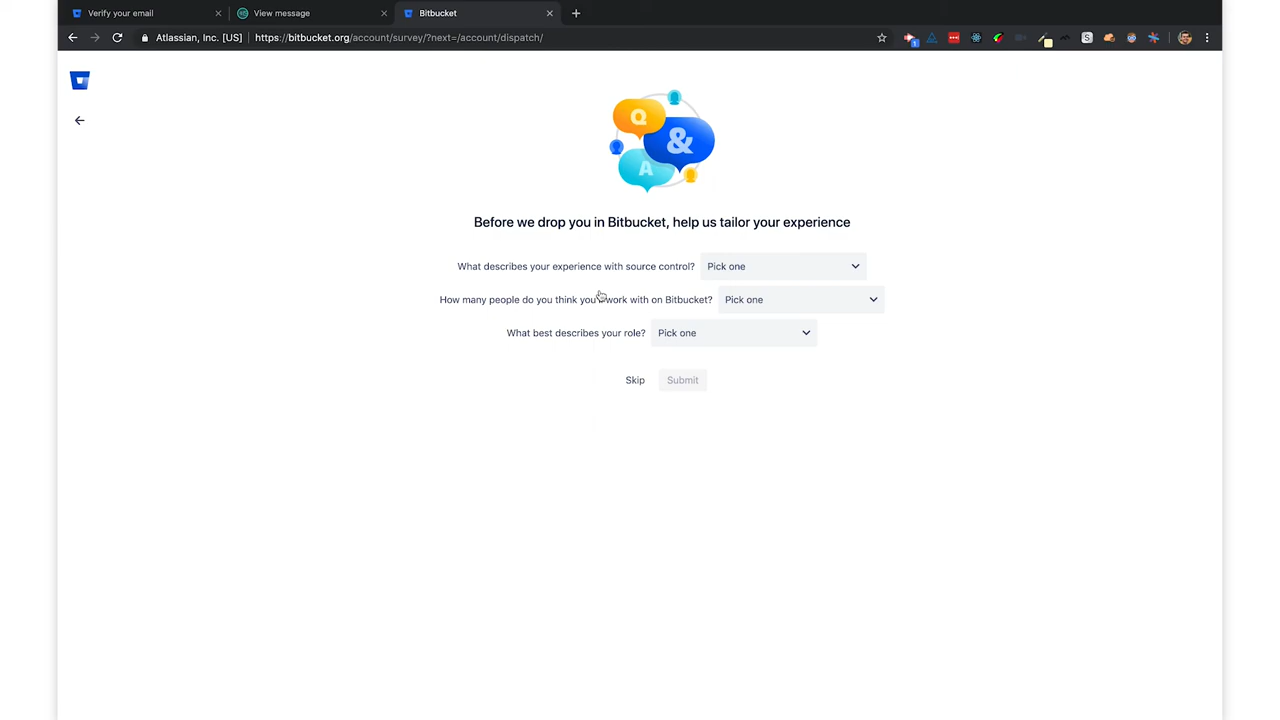 Verify your email
View message
Bitbucket
Atlassian, Inc. [US]
https://bitbucket.org/account/survey/?next=/account/dispatch/
1
S
Q
&
A
Before we drop you in Bitbucket, help us tailor your experience
What describes your experience with source control? Pick one
How many people do you think you work with on Bitbucket? Pick one
What best describes your role? Pick one
Skip Submit